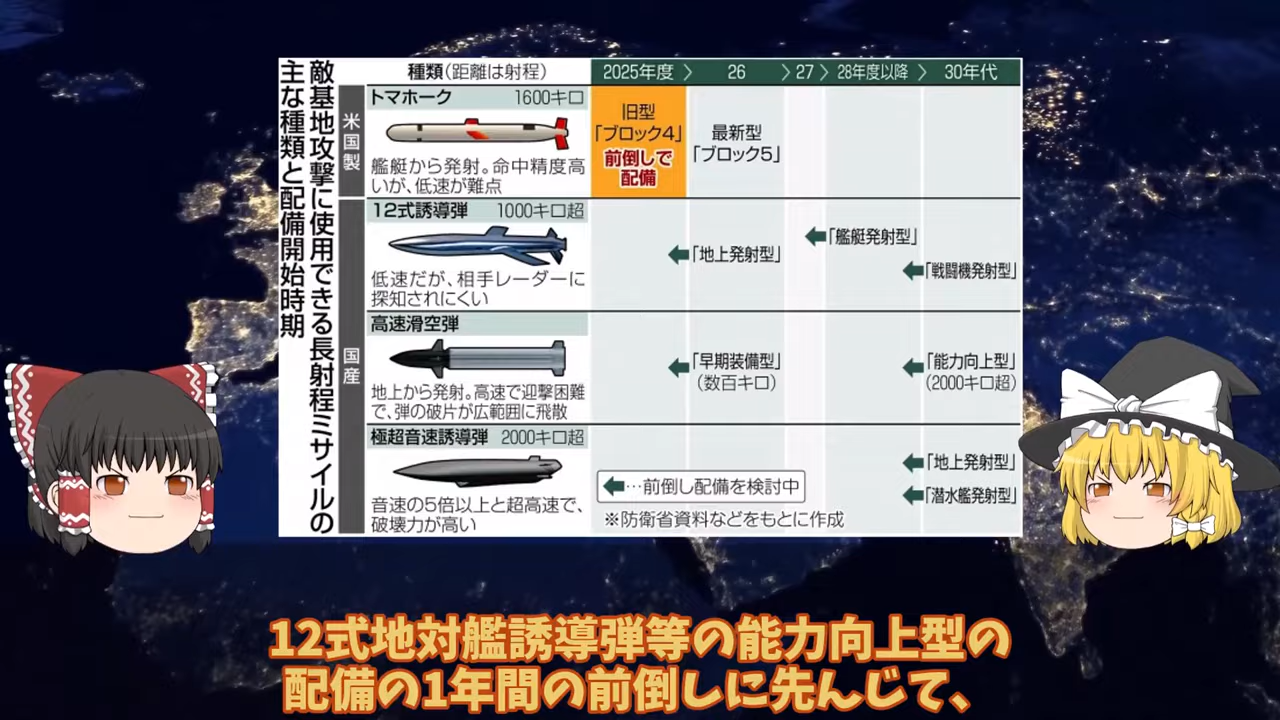 敵基地攻撃に使用できる長射程ミサイルの
主な種類と配備開始時期
種類(距離は射程)
2025年度 〉 26 〉 27 〉 28年度以降 〉 30年代
米国製
トマホーク 1600キロ
艦艇から発射。命中精度高
いが、低速が難点
旧型
「ブロック4」
前倒しで
配備
最新型
「ブロック5」
国産
12式誘導弾 1000キロ超
低速だが、相手レーダーに
探知されにくい
「地上発射型」
「艦艇発射型」
「戦闘機発射型」
高速滑空弾
地上から発射。高速で迎撃困難
で、弾の破片が広範囲に飛散
「早期装備型」
(数百キロ)
「能力向上型」
(2000キロ超)
極超音速誘導弾 2000キロ超
音速の5倍以上と超高速で、
破壊力が高い
「地上発射型」
「潜水艦発射型」
←…前倒し配備を検討中
※防衛省資料などをもとに作成
12式地対艦誘導弾等の能力向上型の
配備の1年間の前倒しに先んじて、